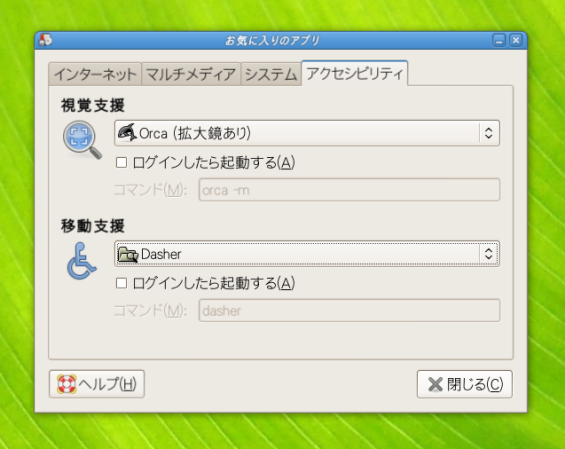 お気に入りのアプリ
インターネット マルチメディア システム アクセシビリティ
視覚支援
Orca (拡大鏡あり)
ログインしたら起動する(A)
コマンド(M): orca -m
移動支援
Dasher
ログインしたら起動する(A)
コマンド(M): dasher
ヘルプ(H) 閉じる(C)